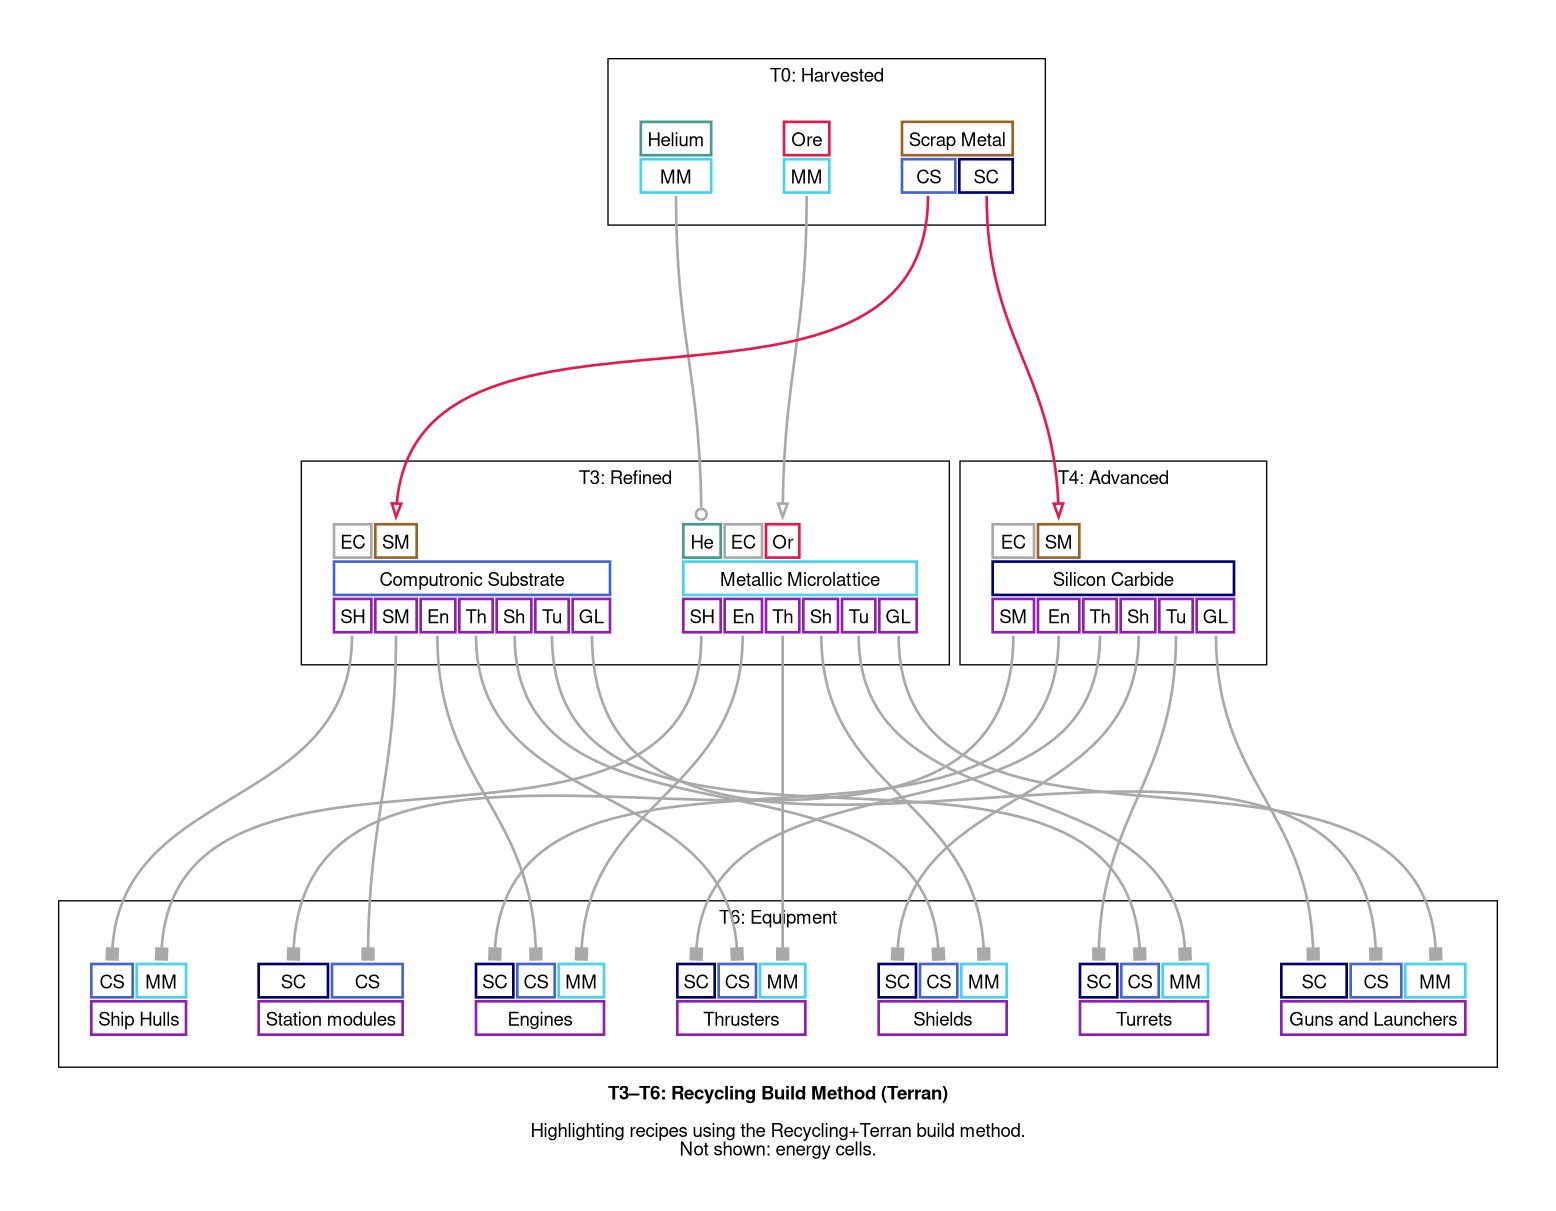 T0: Harvested
Helium Ore Scrap Metal
MM MM CS SC
T3: Refined T4: Advanced
EC SM He EC Or EC SM
Computronic Substrate Metallic Microlattice Silicon Carbide
SH SM En Th Sh Tu GL SH En Th Sh Tu GL SM En Th Sh Tu GL
T6: Equipment
CS MM SC CS SC CS MM SC CS MM SC CS MM SC CS MM SC CS MM
Ship Hulls Station modules Engines Thrusters Shields Turrets Guns and Launchers
T3–T6: Recycling Build Method (Terran)
Highlighting recipes using the Recycling+Terran build method.
Not shown: energy cells.